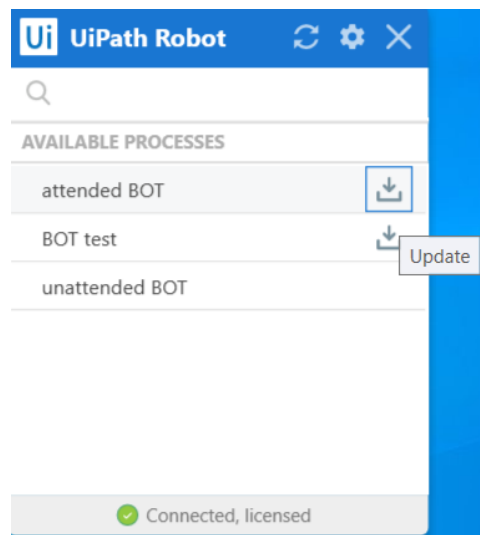 Ui UiPath Robot
AVAILABLE PROCESSES
attended BOT
BOT test
Update
unattended BOT
Connected, licensed